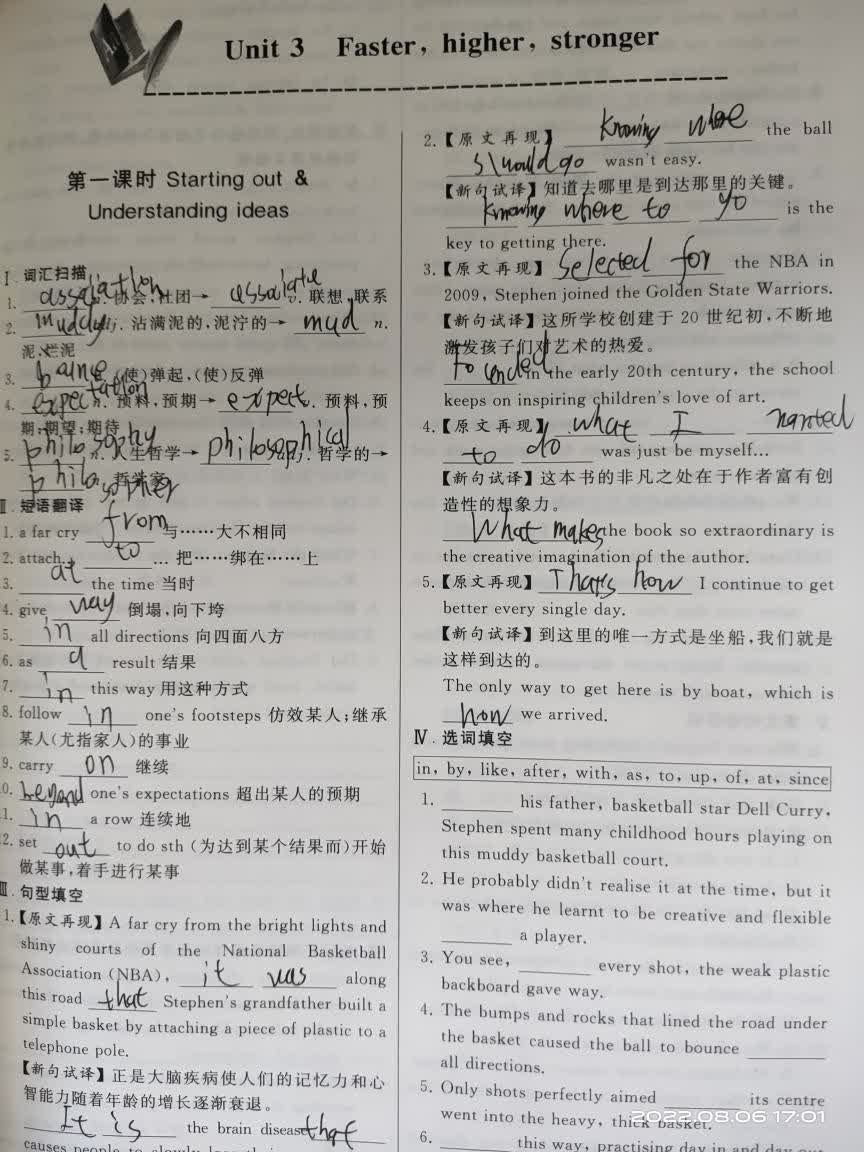 Unit 3 Faster, higher, stronger
第一课时 Starting out &
Understanding ideas
Ⅰ. 词汇扫描
1. assoliation 协会;社团→ assoliate v. 联想,联系
2. muddy adj. 沾满泥的,泥泞的→ mud n.
泥;烂泥
3. bounce (使)弹起,(使)反弹
4. expectation n. 预料,预期→ expect v. 预料,预
期;期望;期待
5. philosophy n. 人生哲学→ philosophical adj. 哲学的→
philosopher 哲学家
Ⅱ. 短语翻译
1. a far cry from 与……大不相同
2. attach... to ... 把……绑在……上
3. at the time 当时
4. give way 倒塌,向下垮
5. in all directions 向四面八方
6. as a result 结果
7. in this way 用这种方式
8. follow in one's footsteps 仿效某人;继承
某人(尤指家人)的事业
9. carry on 继续
0. beyond one's expectations 超出某人的预期
1. in a row 连续地
2. set out to do sth (为达到某个结果而)开始
做某事,着手进行某事
Ⅲ. 句型填空
1.【原文再现】A far cry from the bright lights and
shiny courts of the National Basketball
Association (NBA), it was along
this road that Stephen's grandfather built a
simple basket by attaching a piece of plastic to a
telephone pole.
【新句试译】正是大脑疾病使人们的记忆力和心
智能力随着年龄的增长逐渐衰退。
It is the brain disease that
causes people to slowly
2.【原文再现】 Knowing where the ball
should go wasn't easy.
【新句试译】知道去哪里是到达那里的关键。
Knowing where to go is the
key to getting there.
3.【原文再现】 Selected for the NBA in
2009, Stephen joined the Golden State Warriors.
【新句试译】这所学校创建于 20 世纪初,不断地
激发孩子们对艺术的热爱。
in the early 20th century, the school
keeps on inspiring children's love of art.
4.【原文再现】 what I wanted
to do was just be myself...
【新句试译】这本书的非凡之处在于作者富有创
造性的想象力。
What makes the book so extraordinary is
the creative imagination of the author.
5.【原文再现】 That's how I continue to get
better every single day.
【新句试译】到这里的唯一方式是坐船,我们就是
这样到达的。
The only way to get here is by boat, which is
how we arrived.
Ⅳ. 选词填空
in, by, like, after, with, as, to, up, of, at, since
1. ______ his father, basketball star Dell Curry,
Stephen spent many childhood hours playing on
this muddy basketball court.
2. He probably didn't realise it at the time, but it
was where he learnt to be creative and flexible
______ a player.
3. You see, ______ every shot, the weak plastic
backboard gave way.
4. The bumps and rocks that lined the road under
the basket caused the ball to bounce ______
all directions.
5. Only shots perfectly aimed ______ its centre
went into the heavy, thick basket.
6. ______ this way, practising day in and day out
2022.08.06 17:01